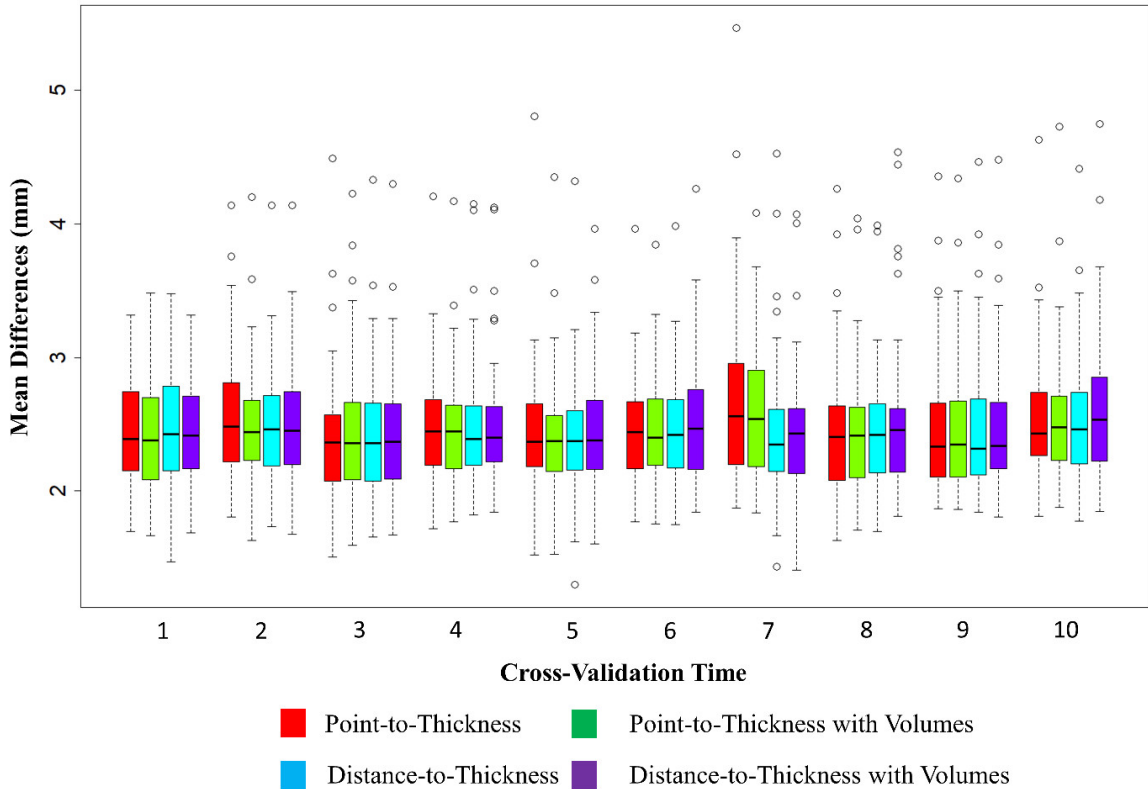 Mean Differences (mm)
5
4
3
2
1 2 3 4 5 6 7 8 9 10
Cross-Validation Time
Point-to-Thickness Point-to-Thickness with Volumes
Distance-to-Thickness Distance-to-Thickness with Volumes